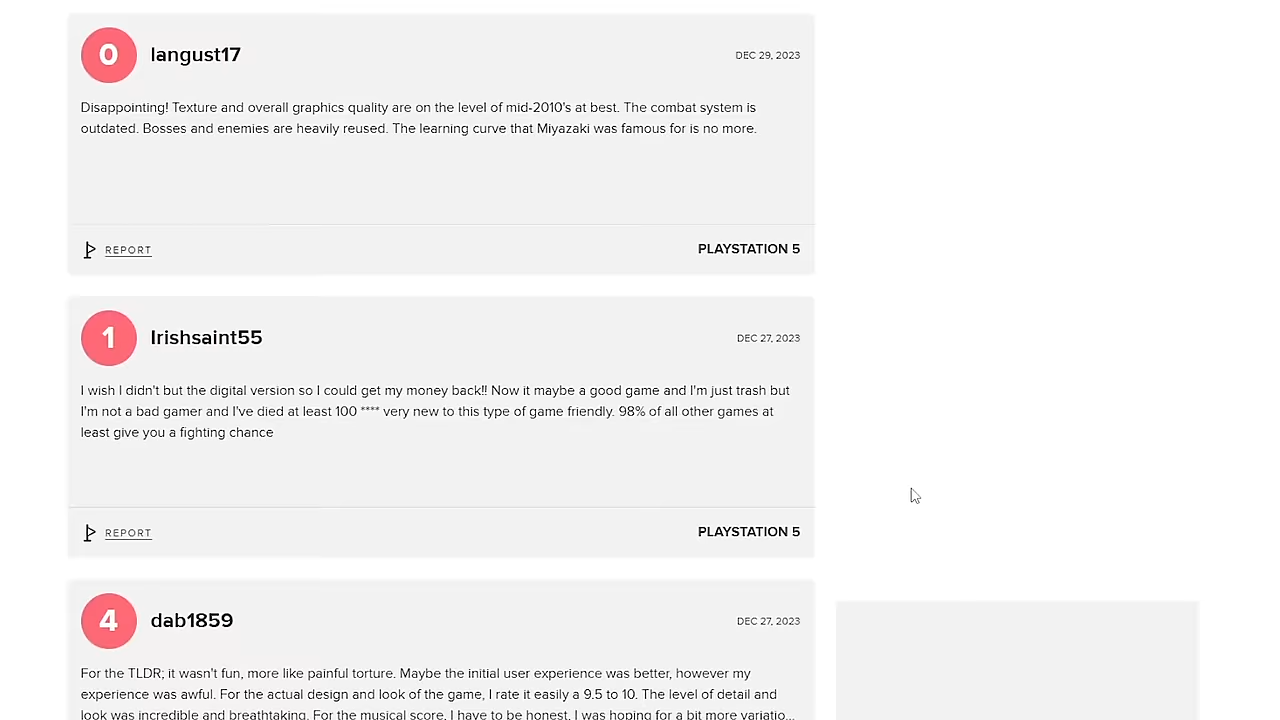 0 langust17 DEC 29, 2023
Disappointing! Texture and overall graphics quality are on the level of mid-2010's at best. The combat system is
outdated. Bosses and enemies are heavily reused. The learning curve that Miyazaki was famous for is no more.
REPORT PLAYSTATION 5
1 Irishsaint55 DEC 27, 2023
I wish I didn't but the digital version so I could get my money back!! Now it maybe a good game and I'm just trash but
I'm not a bad gamer and I've died at least 100 **** very new to this type of game friendly. 98% of all other games at
least give you a fighting chance
REPORT PLAYSTATION 5
4 dab1859 DEC 27, 2023
For the TLDR; it wasn't fun, more like painful torture. Maybe the initial user experience was better, however my
experience was awful. For the actual design and look of the game, I rate it easily a 9.5 to 10. The level of detail and
look was incredible and breathtaking. For the musical score, I have to be honest, I was hoping for a bit more variatio...